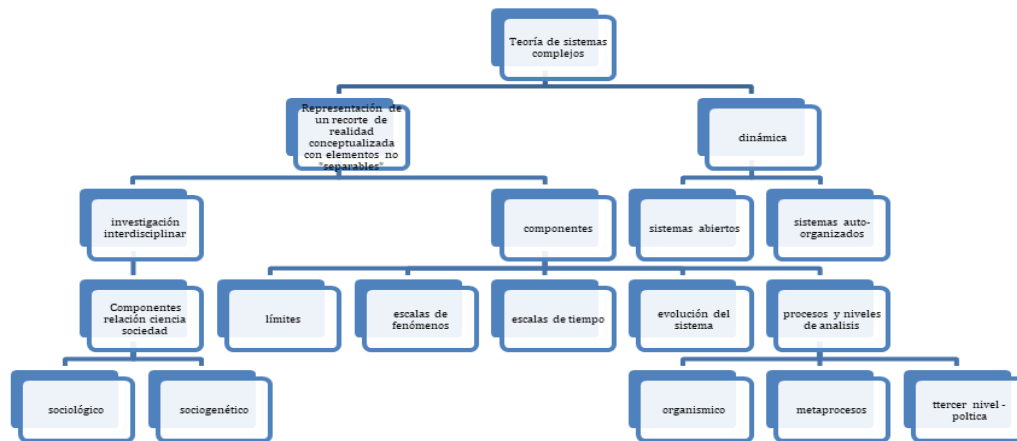 Teoría de sistemas
complejos
Representación de
un recorte de
realidad
conceptualizada
con elementos no
"separables"
dinámica
investigación
interdisciplinar
componentes
sistemas abiertos
sistemas auto-
organizados
Componentes
relación ciencia
sociedad
límites
escalas de
fenómenos
escalas de tiempo
evolución del
sistema
procesos y niveles
de analisis
sociológico
sociogenético
organismico
metaprocesos
ttercer nivel -
poltica